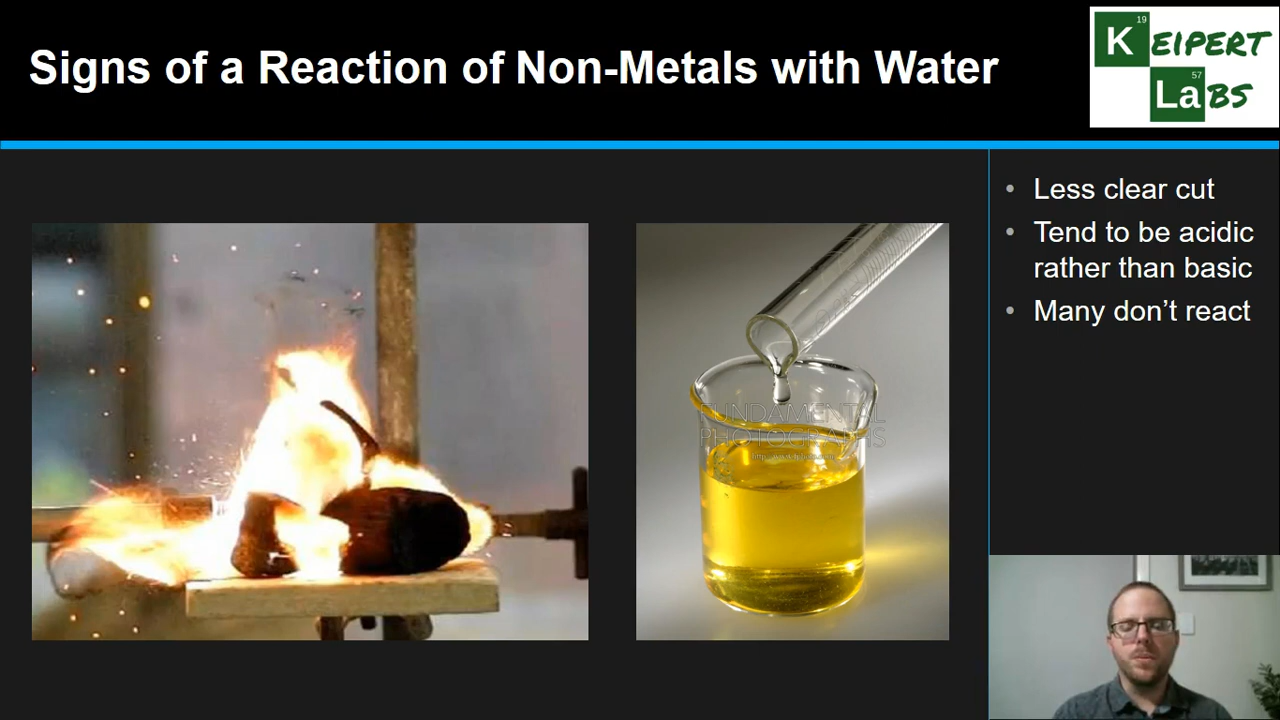 Signs of a Reaction of Non-Metals with Water
19
K EIPERT
57
La BS
• Less clear cut
• Tend to be acidic
rather than basic
• Many don’t react
FUNDAMENTAL
PHOTOGRAPHS